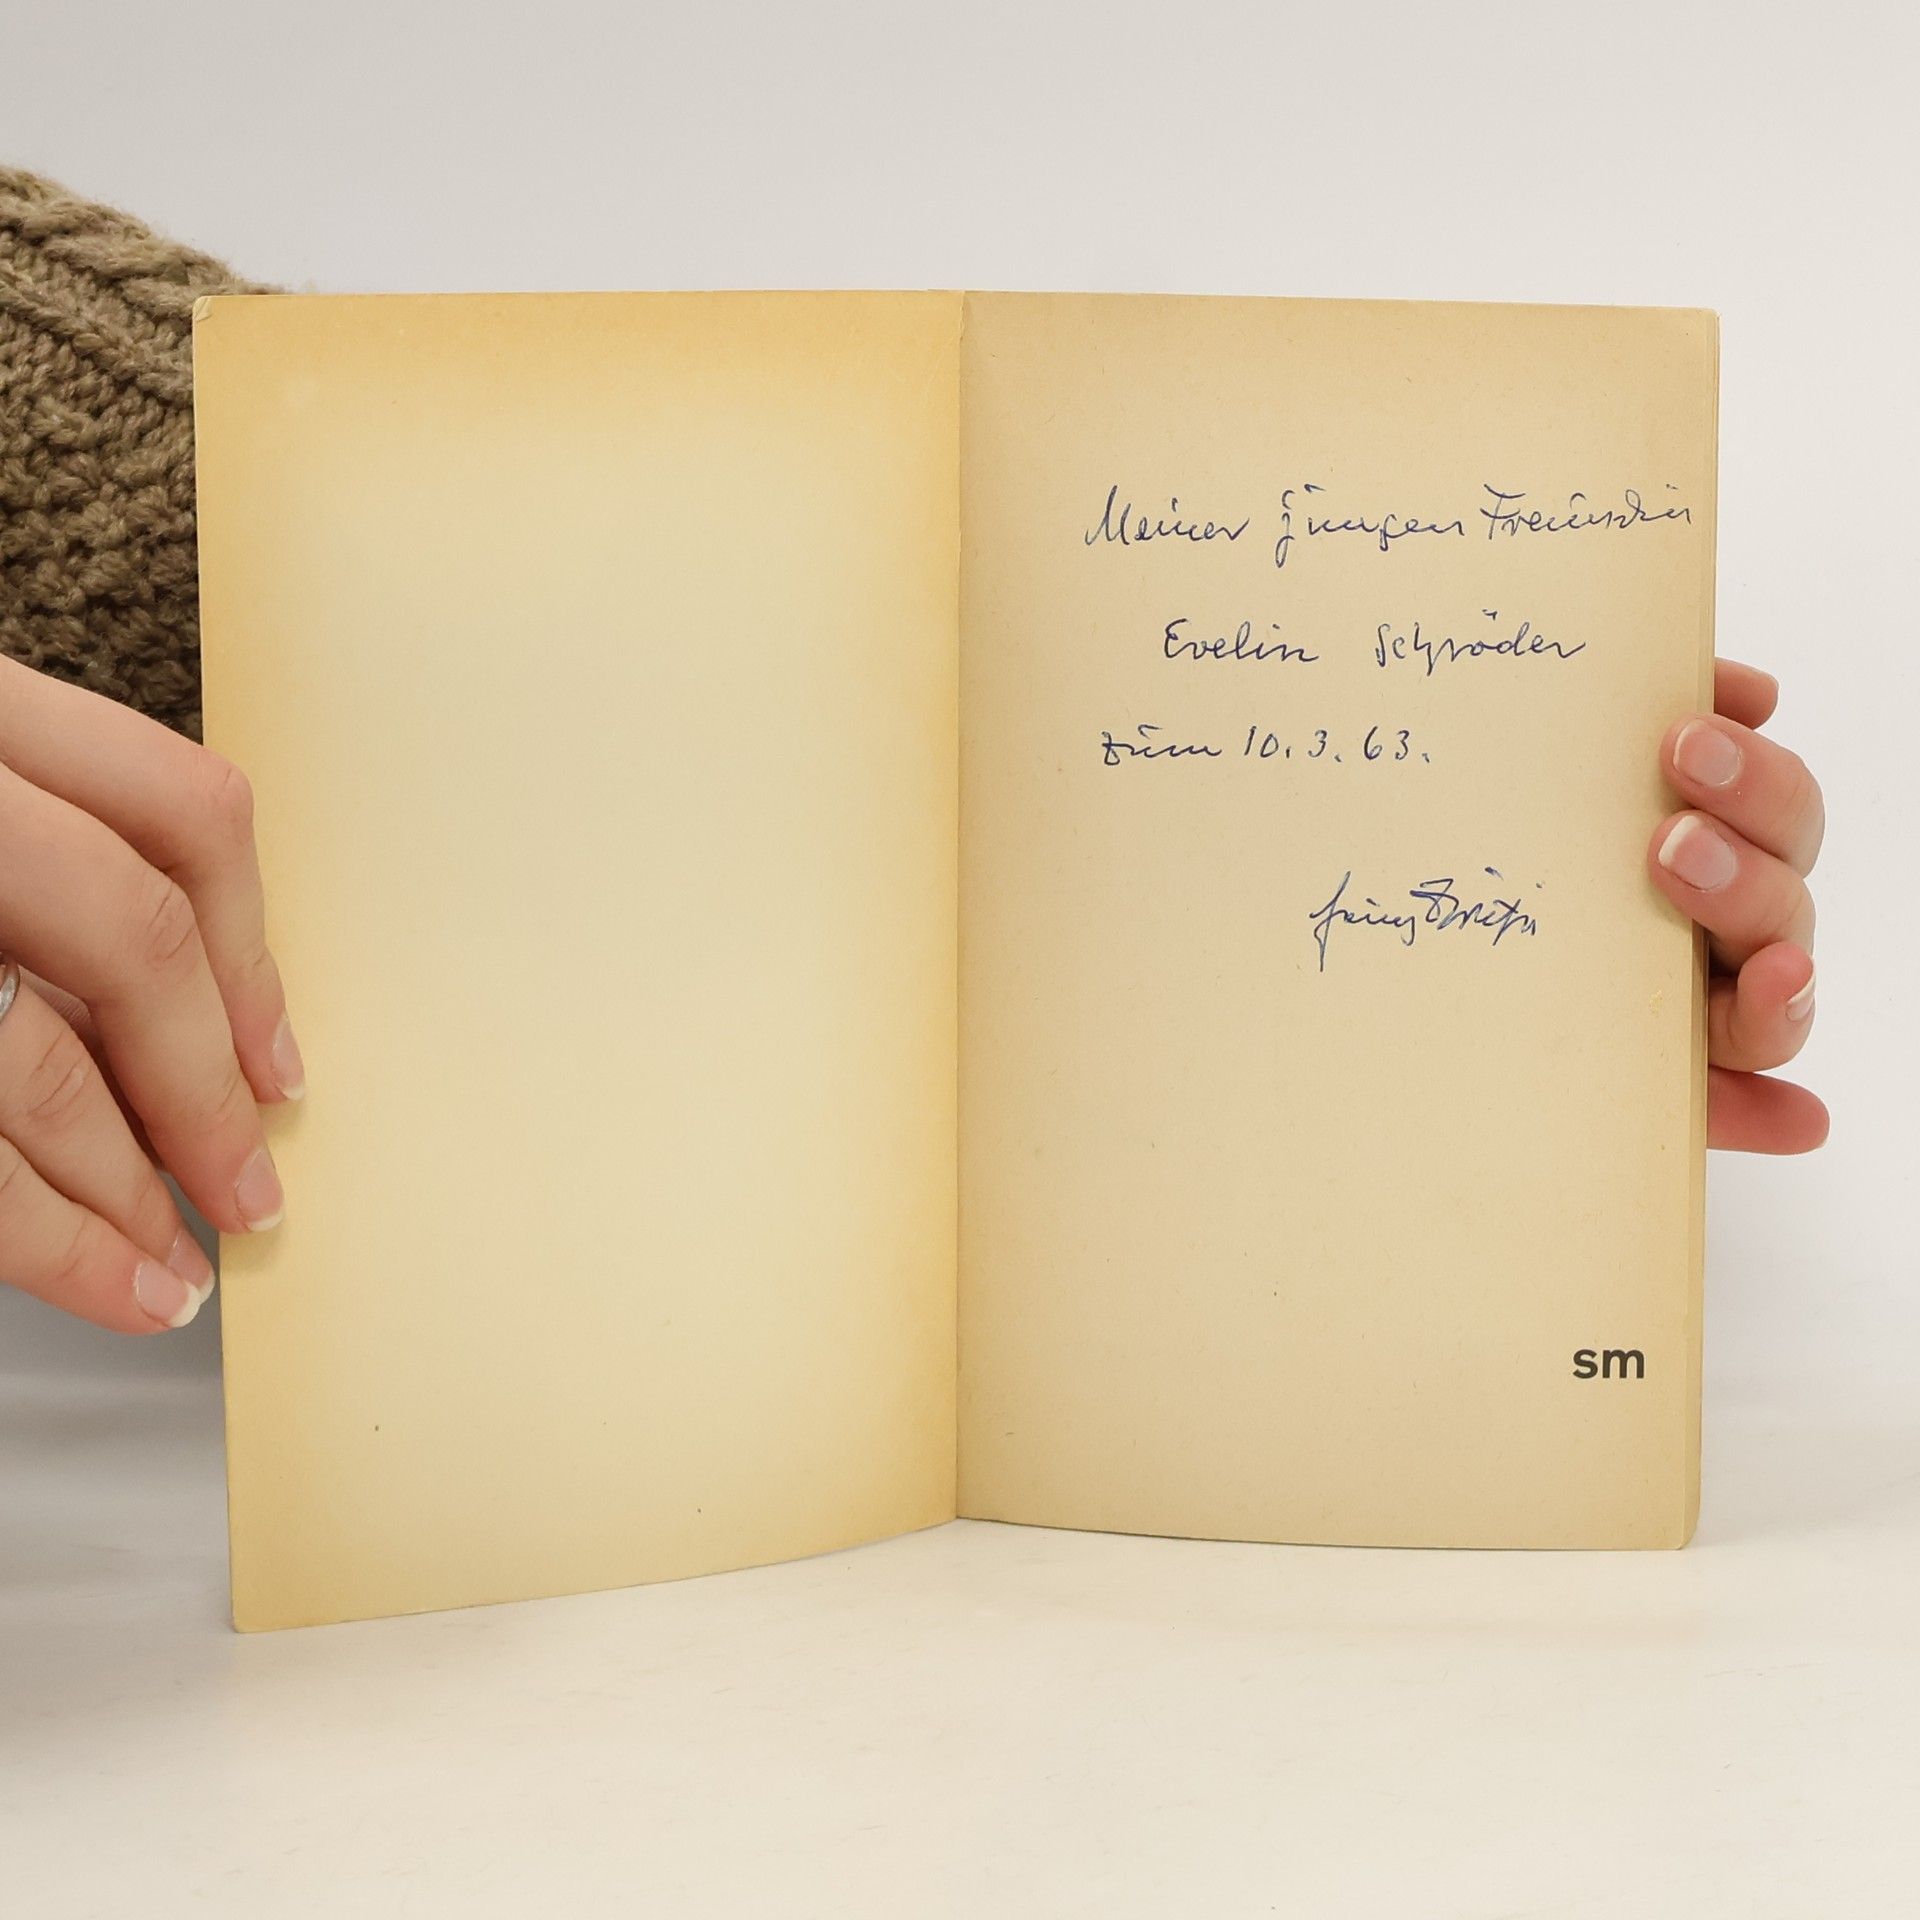 Meiner jungen Freundin
Evelin Schröder
zum 10.3.63.
sm